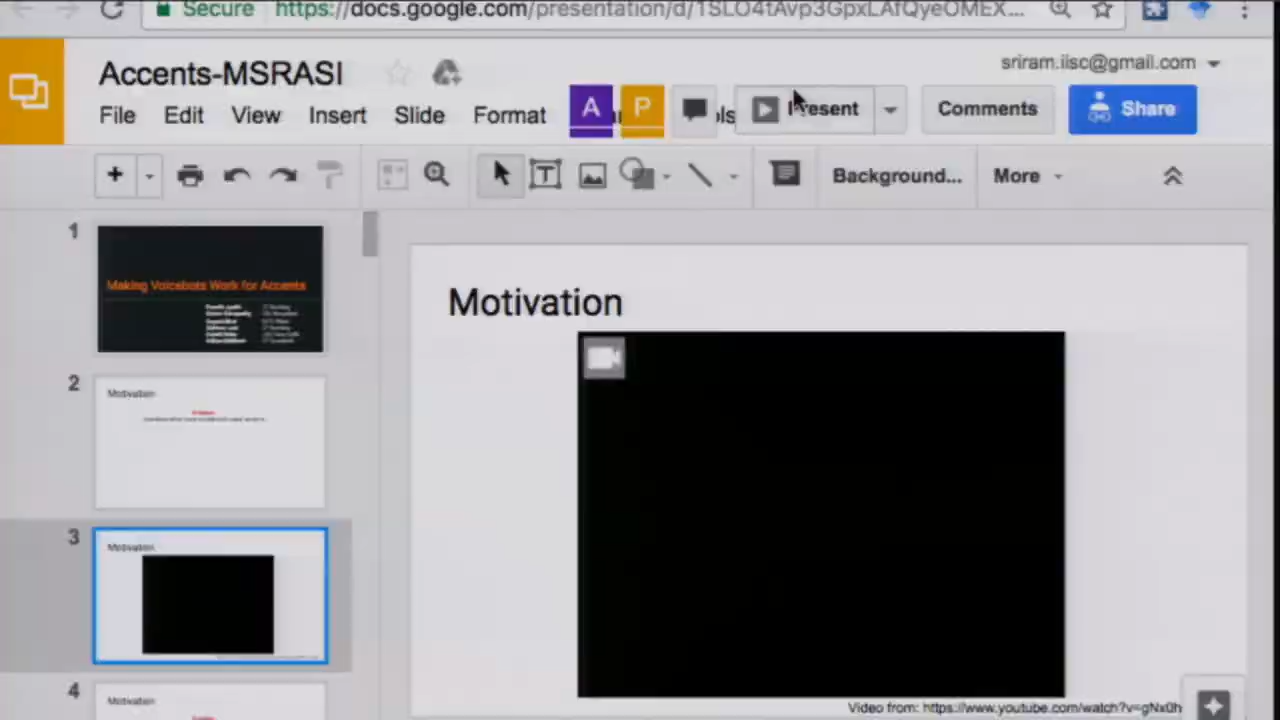 Secure https://docs.google.com/presentation/d/1SLO4tAvp3GpxLAfQyeOMEX...
Accents-MSRASI
sriram.iisc@gmail.com
File Edit View Insert Slide Format
A P Present Comments Share
Background... More
1
Making Voicebots Work for Accents
2
Motivation
3
Motivation
4
Motivation
Motivation
Video from: https://www.youtube.com/watch?v=gNx0h